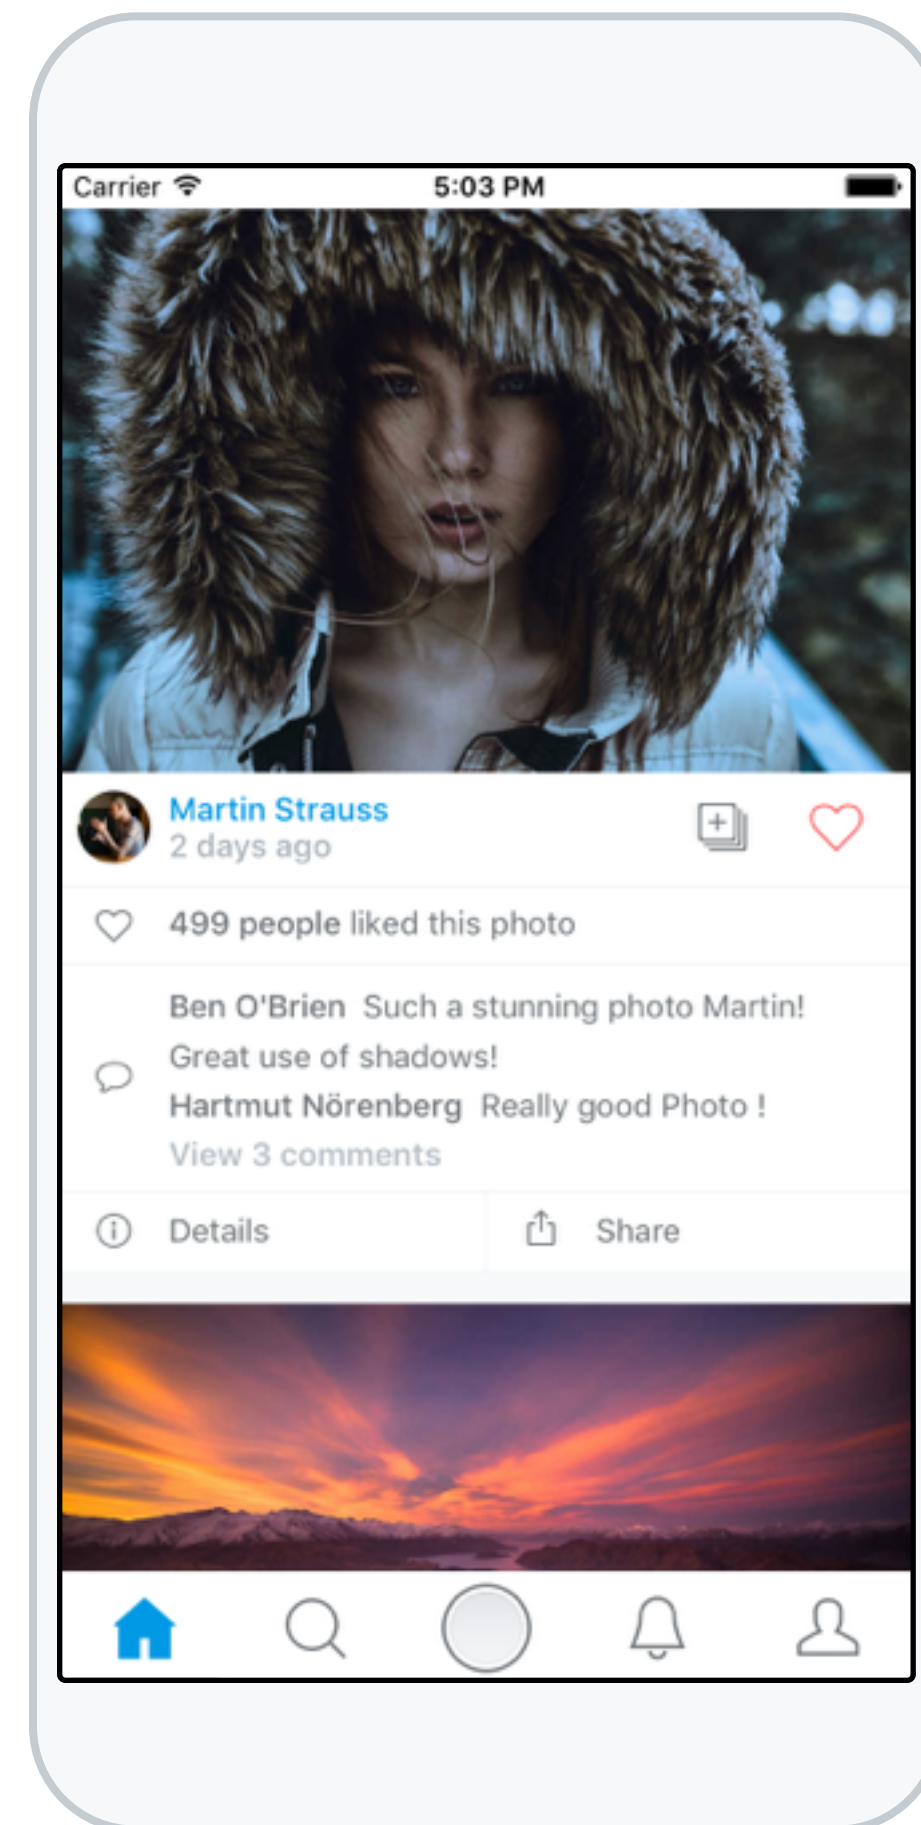 Carrier 5:03 PM
Martin Strauss
2 days ago
499 people liked this photo
Ben O'Brien Such a stunning photo Martin!
Great use of shadows!
Hartmut Nörenberg Really good Photo !
View 3 comments
Details Share